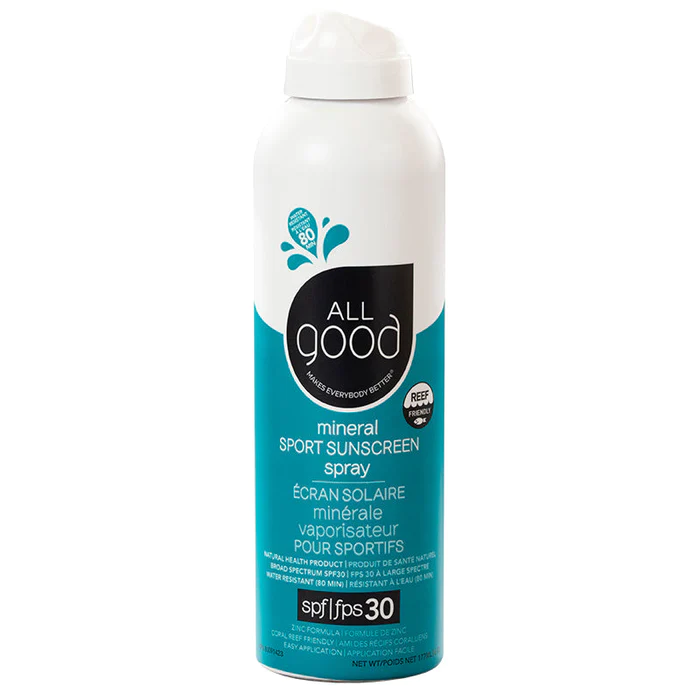 WATER
RESISTANT
RÉSISTANT
À L'EAU
80
MIN
ALL
good
MAKES EVERYBODY BETTER®
REEF
FRIENDLY
mineral
SPORT SUNSCREEN
spray
ÉCRAN SOLAIRE
minérale
vaporisateur
POUR SPORTIFS
NATURAL HEALTH PRODUCT | PRODUIT DE SANTÉ NATUREL
BROAD SPECTRUM SPF30 | FPS 30 À LARGE SPECTRE
WATER RESISTANT (80 MIN) | RÉSISTANT À L'EAU (80 MIN)
spf|fps 30
ZINC FORMULA | FORMULE DE ZINC
CORAL REEF FRIENDLY | AMI DES RÉCIFS CORALLIENS
EASY APPLICATION | APPLICATION FACILE
NET WT/POIDS NET